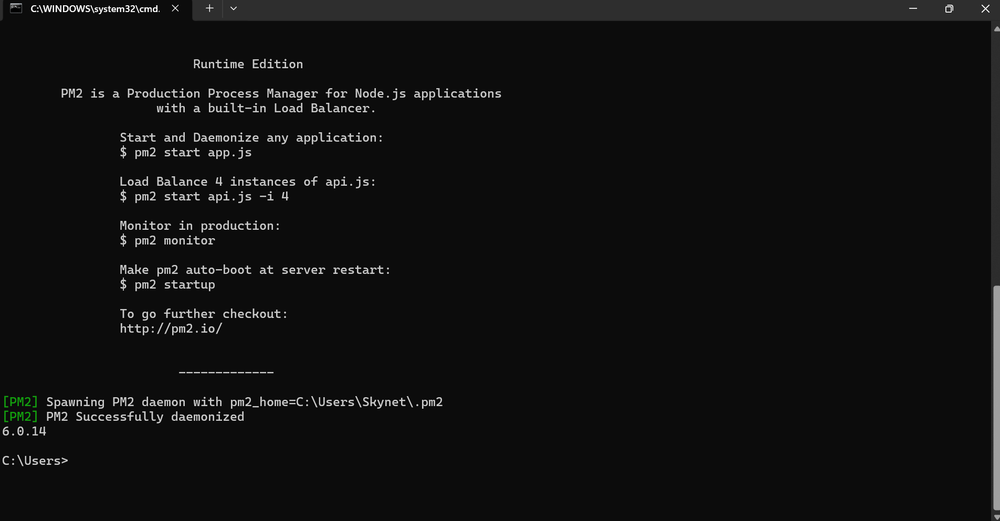 C:\WINDOWS\system32\cmd.
Runtime Edition
PM2 is a Production Process Manager for Node.js applications
with a built-in Load Balancer.
Start and Daemonize any application:
$ pm2 start app.js
Load Balance 4 instances of api.js:
$ pm2 start api.js -i 4
Monitor in production:
$ pm2 monitor
Make pm2 auto-boot at server restart:
$ pm2 startup
To go further checkout:
http://pm2.io/
-------------
[PM2] Spawning PM2 daemon with pm2_home=C:\Users\Skynet\.pm2
[PM2] PM2 Successfully daemonized
6.0.14
C:\Users>